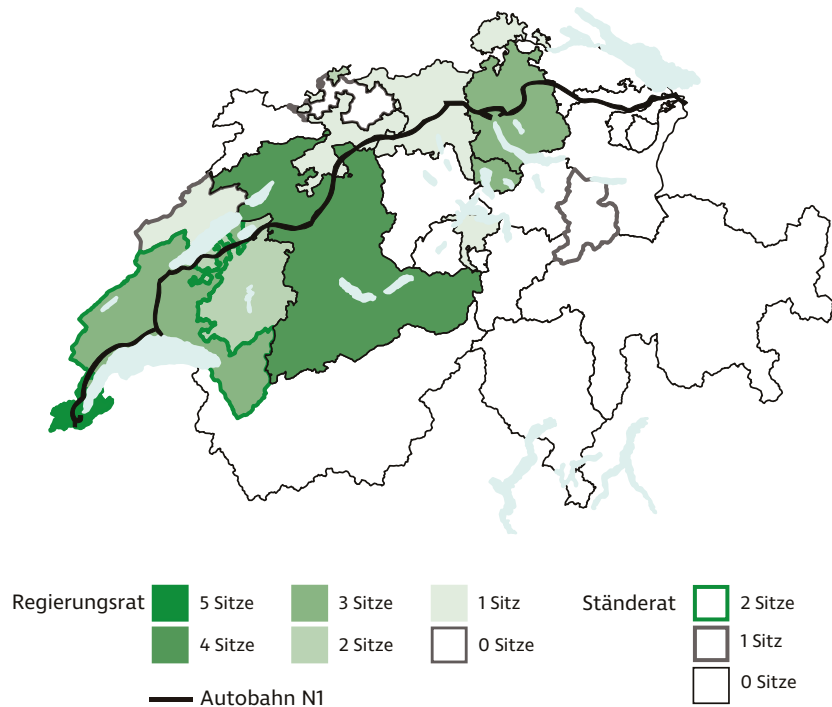 Regierungsrat 5 Sitze 3 Sitze 1 Sitz Ständerat 2 Sitze
4 Sitze 2 Sitze 0 Sitze 1 Sitz
0 Sitze
Autobahn N1